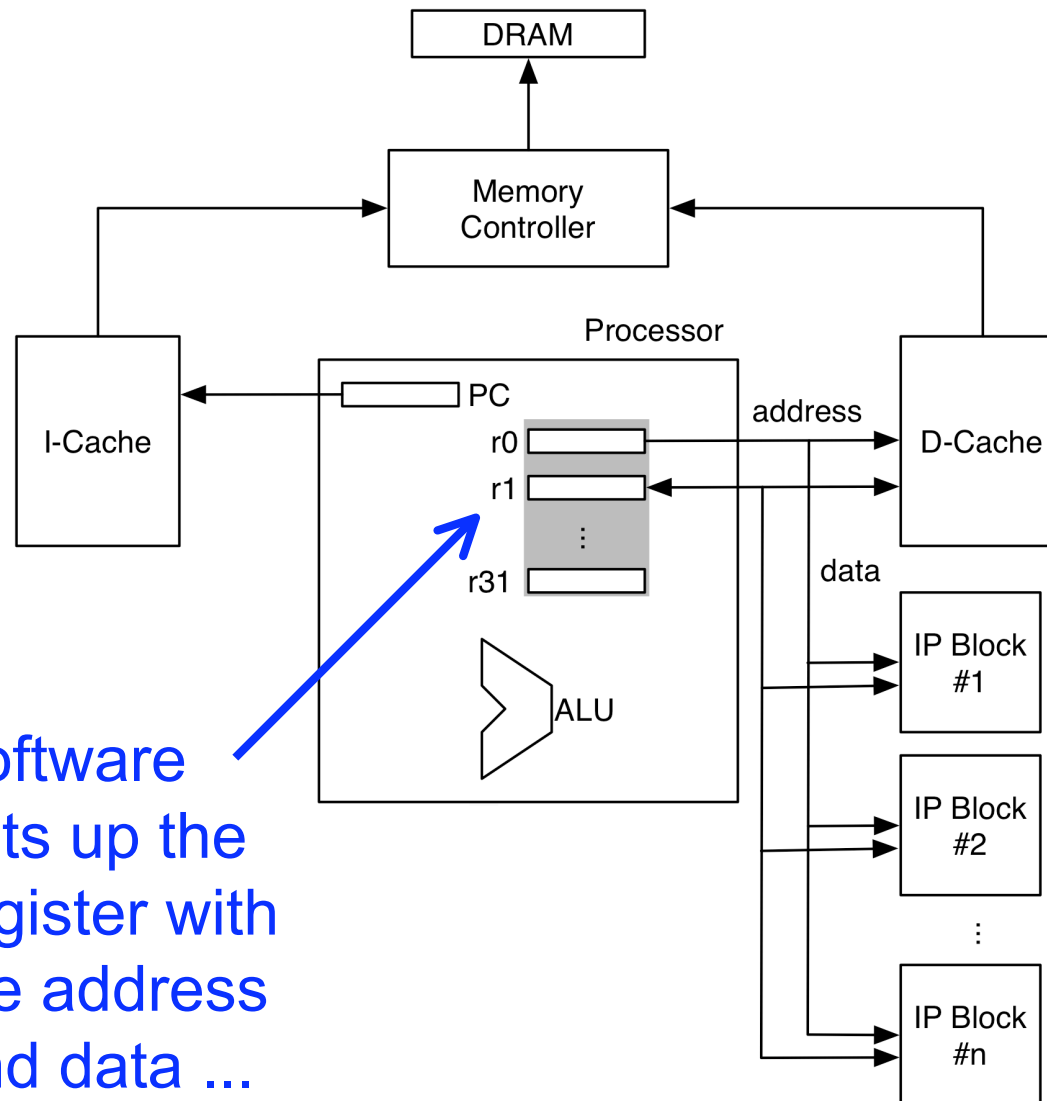 DRAM
Memory
Controller
Processor
I-Cache
PC
r0
r1
⋮
r31
ALU
address
D-Cache
data
IP Block
#1
IP Block
#2
⋮
IP Block
#n
oftware
ts up the
gister with
e address
nd data ...